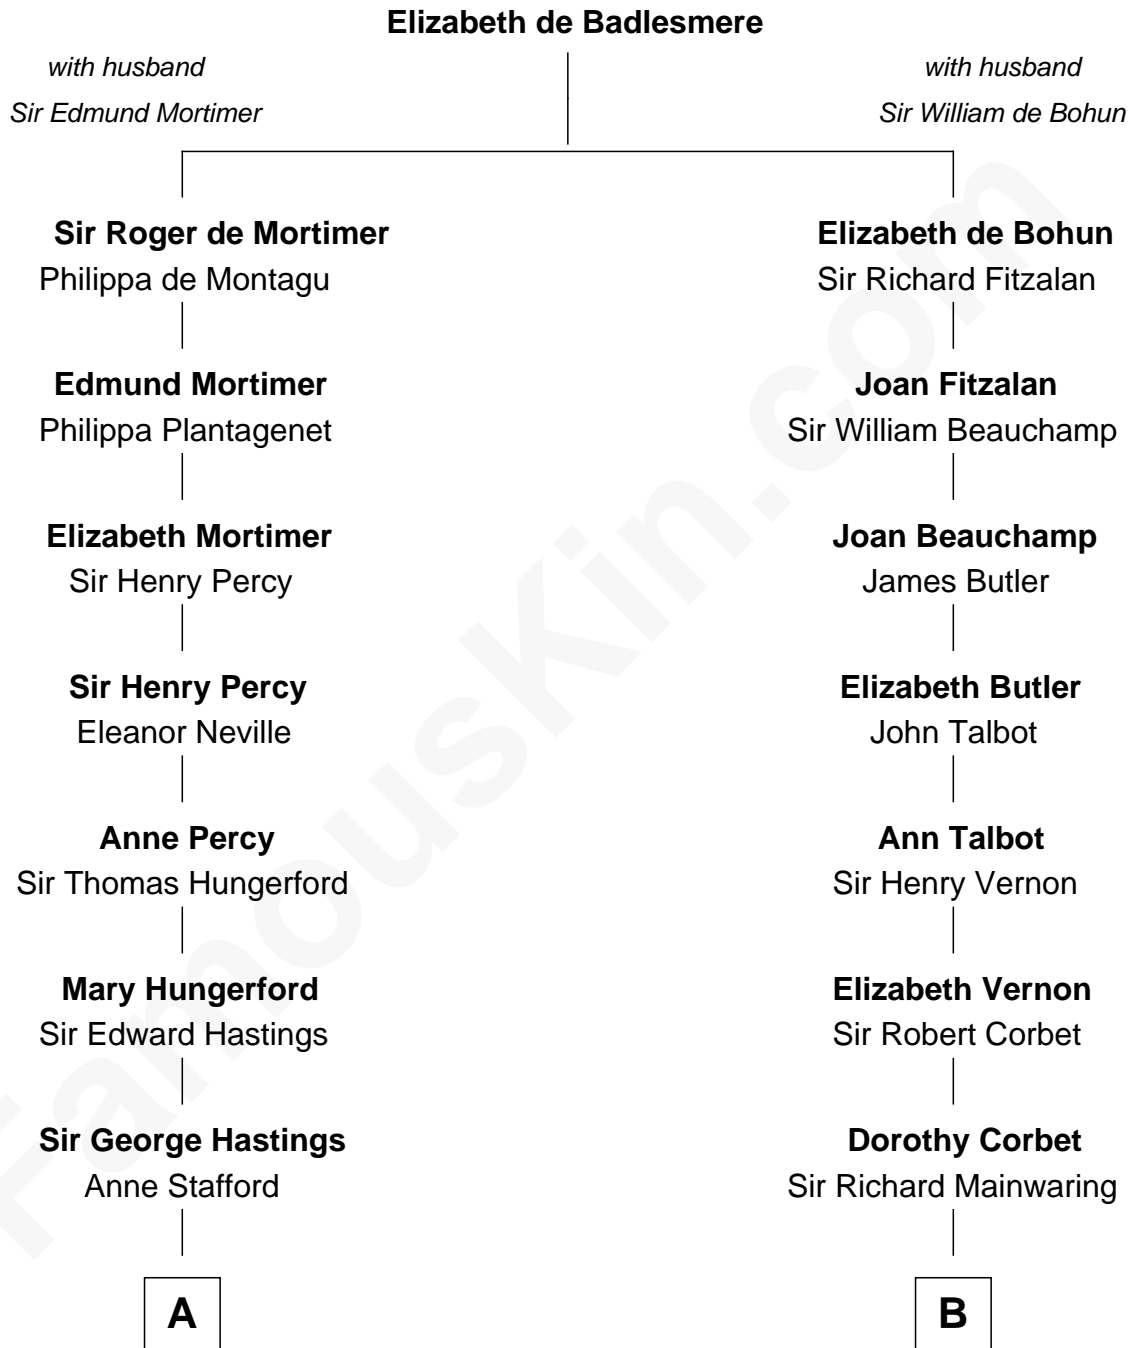 Elizabeth de Badlesmere
with husband
Sir Edmund Mortimer
with husband
Sir William de Bohun
Sir Roger de Mortimer
Philippa de Montagu
Elizabeth de Bohun
Sir Richard Fitzalan
Edmund Mortimer
Philippa Plantagenet
Joan Fitzalan
Sir William Beauchamp
Elizabeth Mortimer
Sir Henry Percy
Joan Beauchamp
James Butler
Sir Henry Percy
Eleanor Neville
Elizabeth Butler
John Talbot
Anne Percy
Sir Thomas Hungerford
Ann Talbot
Sir Henry Vernon
Mary Hungerford
Sir Edward Hastings
Elizabeth Vernon
Sir Robert Corbet
Sir George Hastings
Anne Stafford
Dorothy Corbet
Sir Richard Mainwaring
A
B
FamousKin.com